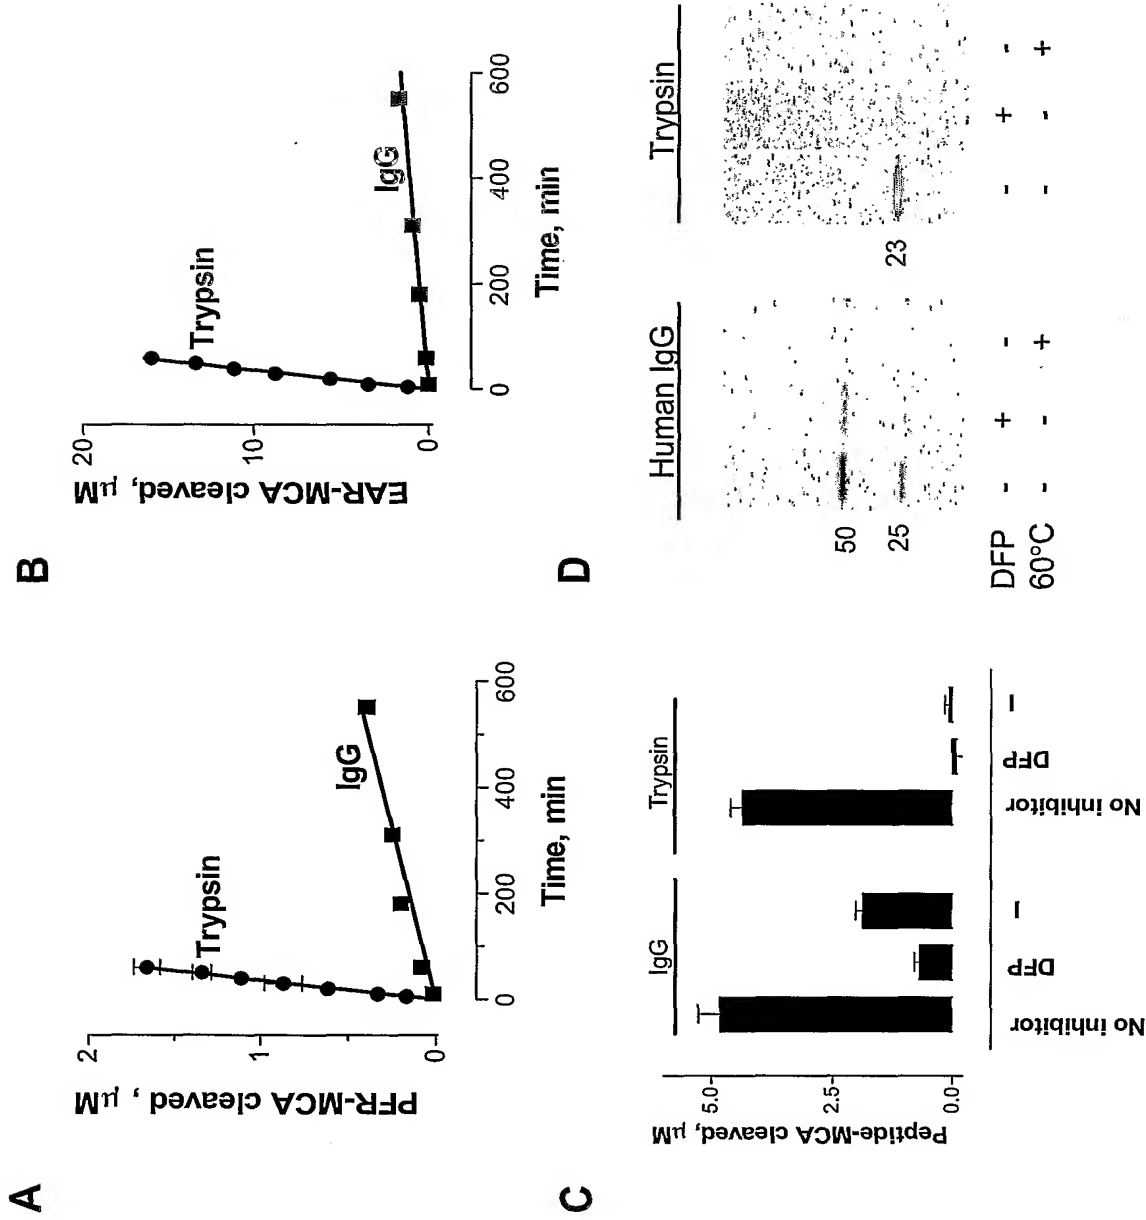 A
PFR-MCA cleaved , μM
2
1
0
Trypsin
IgG
0
200
400
600
Time, min
B
EAR-MCA cleaved, μM
20
10
0
Trypsin
IgG
0
200
400
600
Time, min
C
Peptide-MCA cleaved, μM
5.0
2.5
0.0
IgG
Trypsin
No inhibitor
DFP
I
No inhibitor
DFP
I
D
Human IgG
Trypsin
50
25
23
DFP - + - - + -
60°C - - + - - +